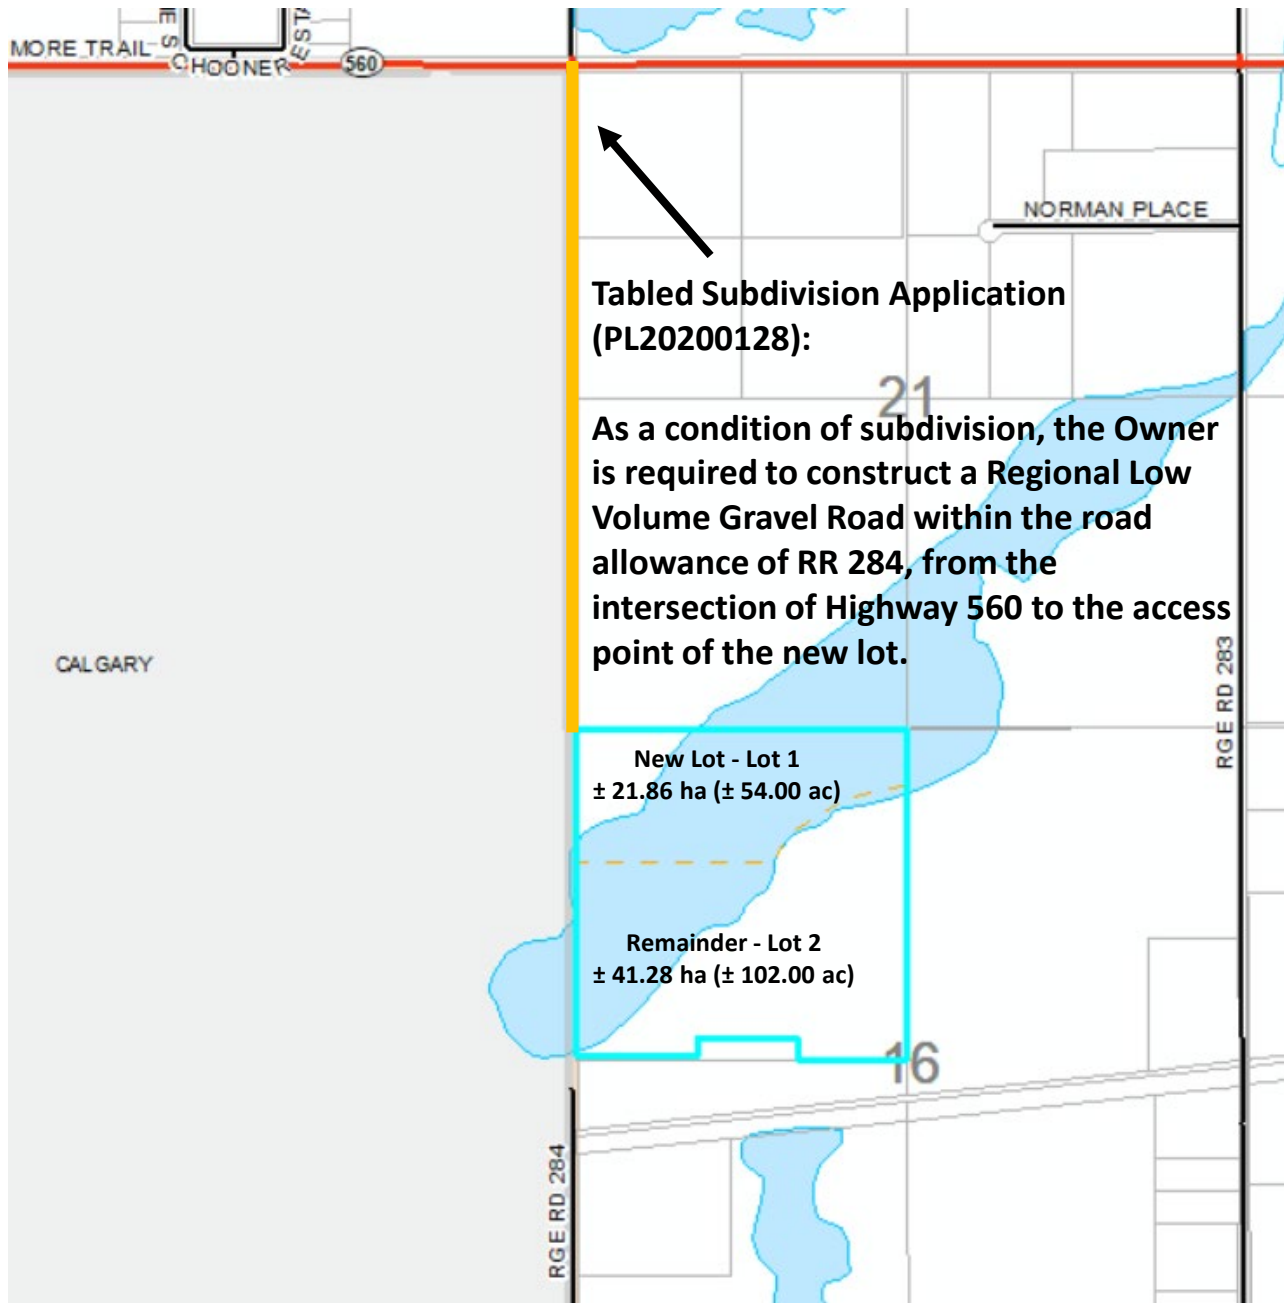 MORE TRAIL
HOONER
560
ESTA
NORMAN PLACE
Tabled Subdivision Application
(PL20200128):
21
As a condition of subdivision, the Owner
is required to construct a Regional Low
Volume Gravel Road within the road
allowance of RR 284, from the
intersection of Highway 560 to the access
point of the new lot.
CALGARY
RGE RD 283
New Lot - Lot 1
± 21.86 ha (± 54.00 ac)
Remainder - Lot 2
± 41.28 ha (± 102.00 ac)
16
RGE RD 284